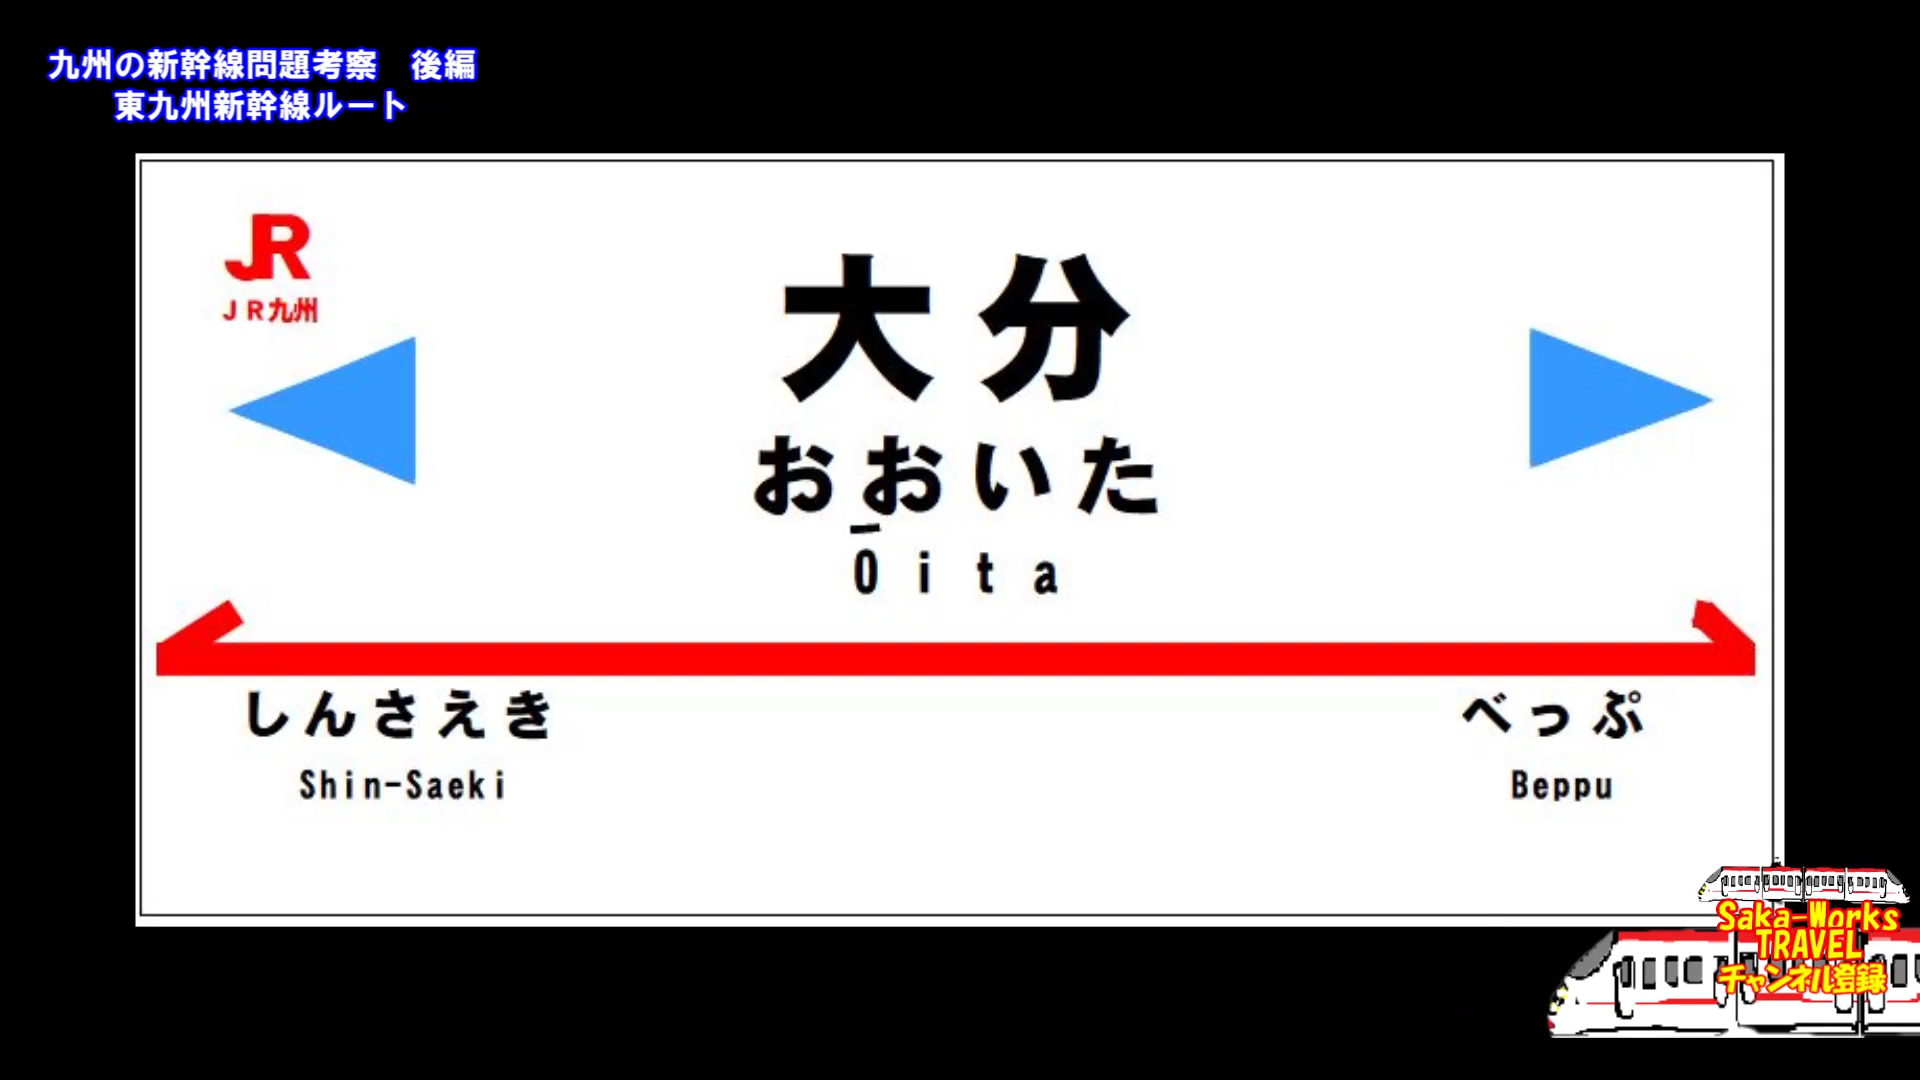 九州の新幹線問題考察　後編
東九州新幹線ルート
JR
ＪＲ九州
大分
おおいた
Ōita
しんさえき
べっぷ
Shin-Saeki
Beppu
Saka-Works
TRAVEL
チャンネル登録